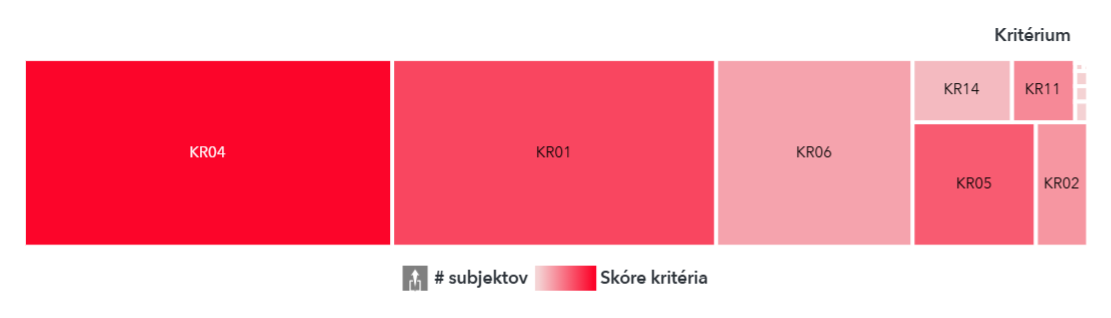 Kritérium
KR04
KR01
KR06
KR14
KR11
KR05
KR02
# subjektov
Skóre kritéria